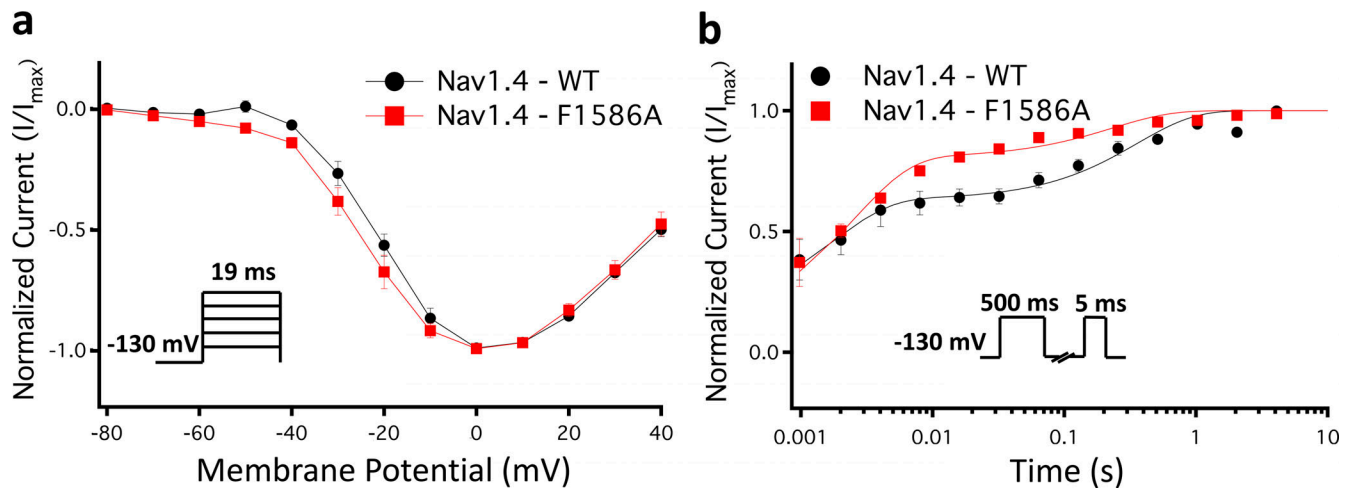 a
Normalized Current (I/Imax)
0.0
-0.5
-1.0
Nav1.4 - WT
Nav1.4 - F1586A
19 ms
-130 mV
-80
-60
-40
-20
0
20
40
Membrane Potential (mV)
b
Normalized Current (I/Imax)
1.0
0.5
0.0
Nav1.4 - WT
Nav1.4 - F1586A
500 ms
5 ms
-130 mV
0.001
0.01
0.1
1
10
Time (s)